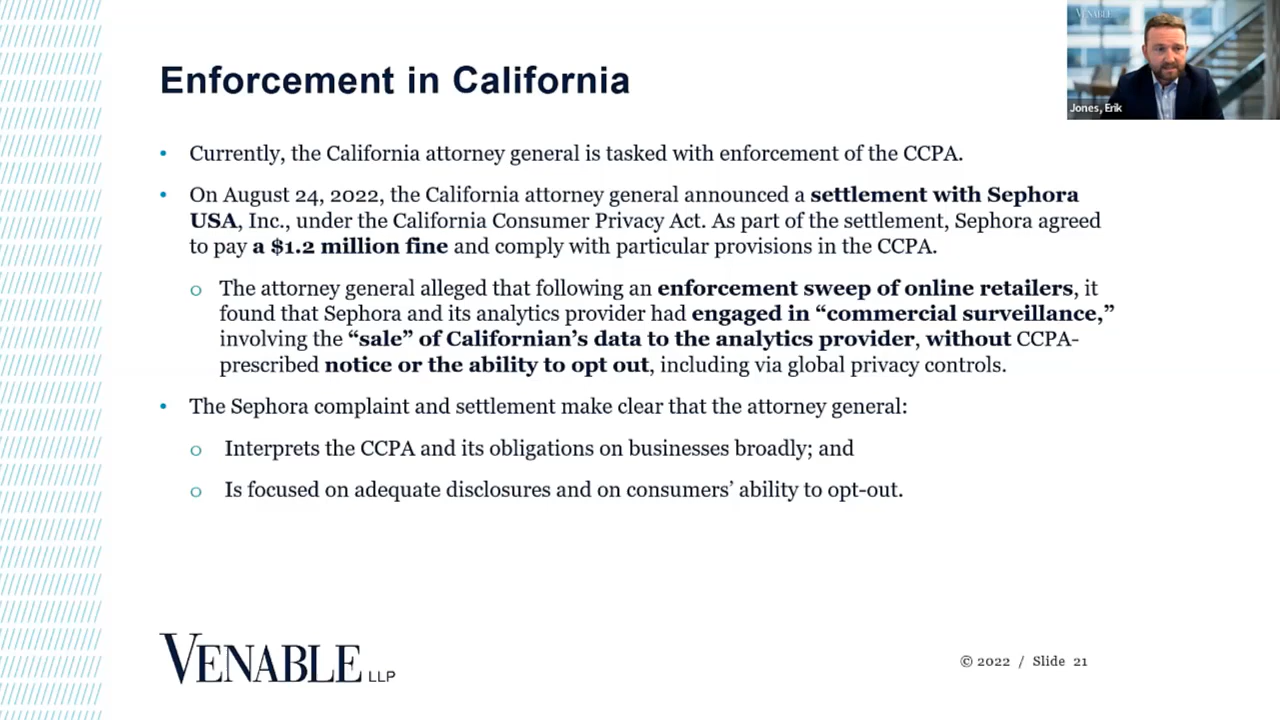 VENABLE
Jones, Erik
Enforcement in California
• Currently, the California attorney general is tasked with enforcement of the CCPA.
• On August 24, 2022, the California attorney general announced a settlement with Sephora
USA, Inc., under the California Consumer Privacy Act. As part of the settlement, Sephora agreed
to pay a $1.2 million fine and comply with particular provisions in the CCPA.
o The attorney general alleged that following an enforcement sweep of online retailers, it
found that Sephora and its analytics provider had engaged in “commercial surveillance,”
involving the “sale” of Californian’s data to the analytics provider, without CCPA-
prescribed notice or the ability to opt out, including via global privacy controls.
• The Sephora complaint and settlement make clear that the attorney general:
o Interprets the CCPA and its obligations on businesses broadly; and
o Is focused on adequate disclosures and on consumers’ ability to opt-out.
VENABLE LLP
© 2022 / Slide 21